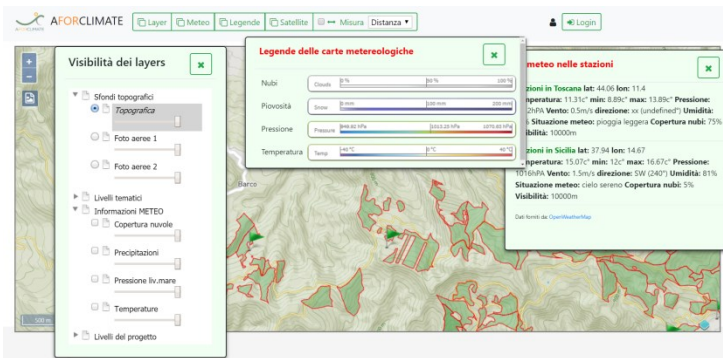 AFORCLIMATE
AFORCLIMATE
Layer
Meteo
Legende
Satellite
Misura
Distanza
Login
Visibilità dei layers
Sfondi topografici
Topografica
Foto aeree 1
Foto aeree 2
Livelli tematici
Informazioni METEO
Copertura nuvole
Precipitazioni
Pressione liv.mare
Temperature
Livelli del progetto
500 m
Legende delle carte metereologiche
Nubi Clouds 0 % 50 % 100 %
Piovosità Snow 0 mm 100 mm 200 mm
Pressione Pressure 949.92 hPa 1013.25 hPa 1070.63 hPa
Temperatura Temp -40 °C 0 °C 40 °C
meteo nelle stazioni
zioni in Toscana lat: 44.06 lon: 11.4
mperatura: 11.31c° min: 8.89c° max: 13.89c° Pressione:
2hPA Vento: 0.5m/s direzione: xx (undefined°) Umidità:
Situazione meteo: pioggia leggera Copertura nubi: 75%
ibilità: 10000m
zioni in Sicilia lat: 37.94 lon: 14.67
mperatura: 15.07c° min: 12c° max: 16.67c° Pressione:
1016hPA Vento: 1.5m/s direzione: SW (240°) Umidità: 81%
Situazione meteo: cielo sereno Copertura nubi: 5%
Visibilità: 10000m
Dati forniti da: OpenWeatherMap
Barco